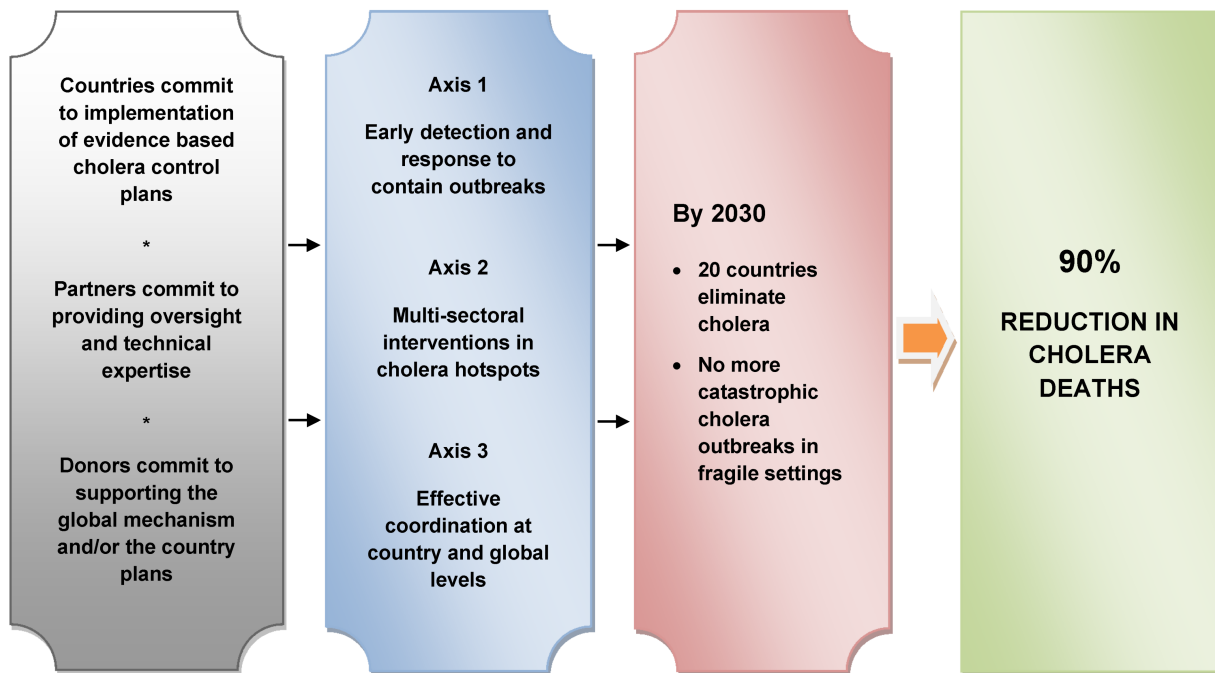 Countries commit
to implementation
of evidence based
cholera control
plans
*
Partners commit to
providing oversight
and technical
expertise
*
Donors commit to
supporting the
global mechanism
and/or the country
plans
Axis 1
Early detection and
response to
contain outbreaks
Axis 2
Multi-sectoral
interventions in
cholera hotspots
Axis 3
Effective
coordination at
country and global
levels
By 2030
• 20 countries
eliminate
cholera
• No more
catastrophic
cholera
outbreaks in
fragile settings
90%
REDUCTION IN
CHOLERA
DEATHS